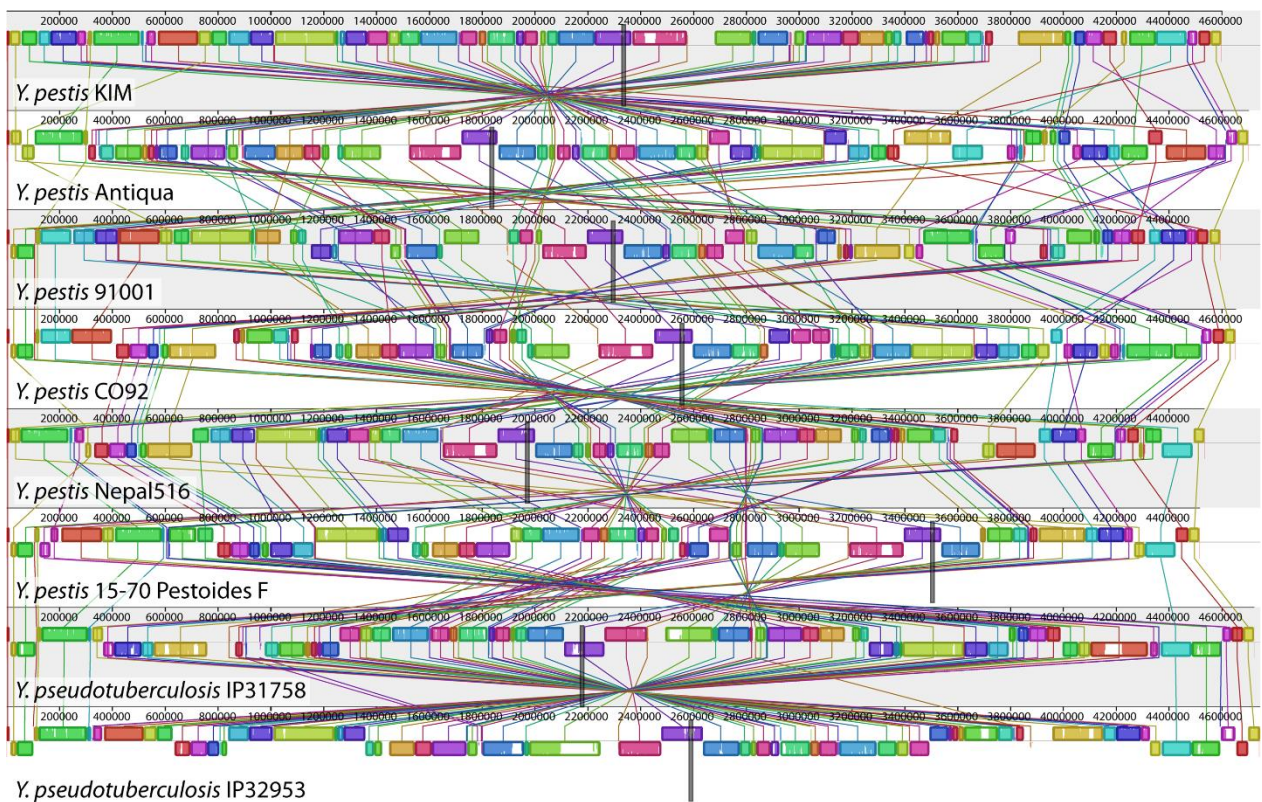 200000 400000 600000 800000 1000000 1200000 1400000 1600000 1800000 2000000 2200000 2400000 2600000 2800000 3000000 3200000 3400000 3600000 3800000 4000000 4200000 4400000 4600000
Y. pestis KIM
200000 400000 600000 800000 1000000 1200000 1400000 1600000 1800000 2000000 2200000 2400000 2600000 2800000 3000000 3200000 3400000 3600000 3800000 4000000 4200000 4400000 4600000
Y. pestis Antiqua
200000 400000 600000 800000 1000000 1200000 1400000 1600000 1800000 2000000 2200000 2400000 2600000 2800000 3000000 3200000 3400000 3600000 3800000 4000000 4200000 4400000
Y. pestis 91001
200000 400000 600000 800000 1000000 1200000 1400000 1600000 1800000 2000000 2200000 2400000 2600000 2800000 3000000 3200000 3400000 3600000 3800000 4000000 4200000 4400000 4600000
Y. pestis CO92
200000 400000 600000 800000 1000000 1200000 1400000 1600000 1800000 2000000 2200000 2400000 2600000 2800000 3000000 3200000 3400000 3600000 3800000 4000000 4200000 4400000
Y. pestis Nepal516
200000 400000 600000 800000 1000000 1200000 1400000 1600000 1800000 2000000 2200000 2400000 2600000 2800000 3000000 3200000 3400000 3600000 3800000 4000000 4200000 4400000
Y. pestis 15-70 Pestoides F
200000 400000 600000 800000 1000000 1200000 1400000 1600000 1800000 2000000 2200000 2400000 2600000 2800000 3000000 3200000 3400000 3600000 3800000 4000000 4200000 4400000 4600000
Y. pseudotuberculosis IP31758
200000 400000 600000 800000 1000000 1200000 1400000 1600000 1800000 2000000 2200000 2400000 2600000 2800000 3000000 3200000 3400000 3600000 3800000 4000000 4200000 4400000 4600000
Y. pseudotuberculosis IP32953